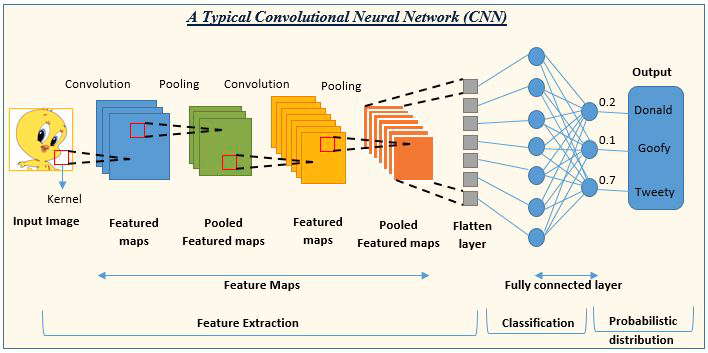 A Typical Convolutional Neural Network (CNN)
Convolution
Pooling
Convolution
Pooling
Output
0.2
Donald
0.1
Goofy
0.7
Tweety
Kernel
Input Image
Featured
maps
Pooled
Featured maps
Featured
maps
Pooled
Featured maps
Flatten
layer
Feature Maps
Fully connected layer
Feature Extraction
Classification
Probabilistic
distribution